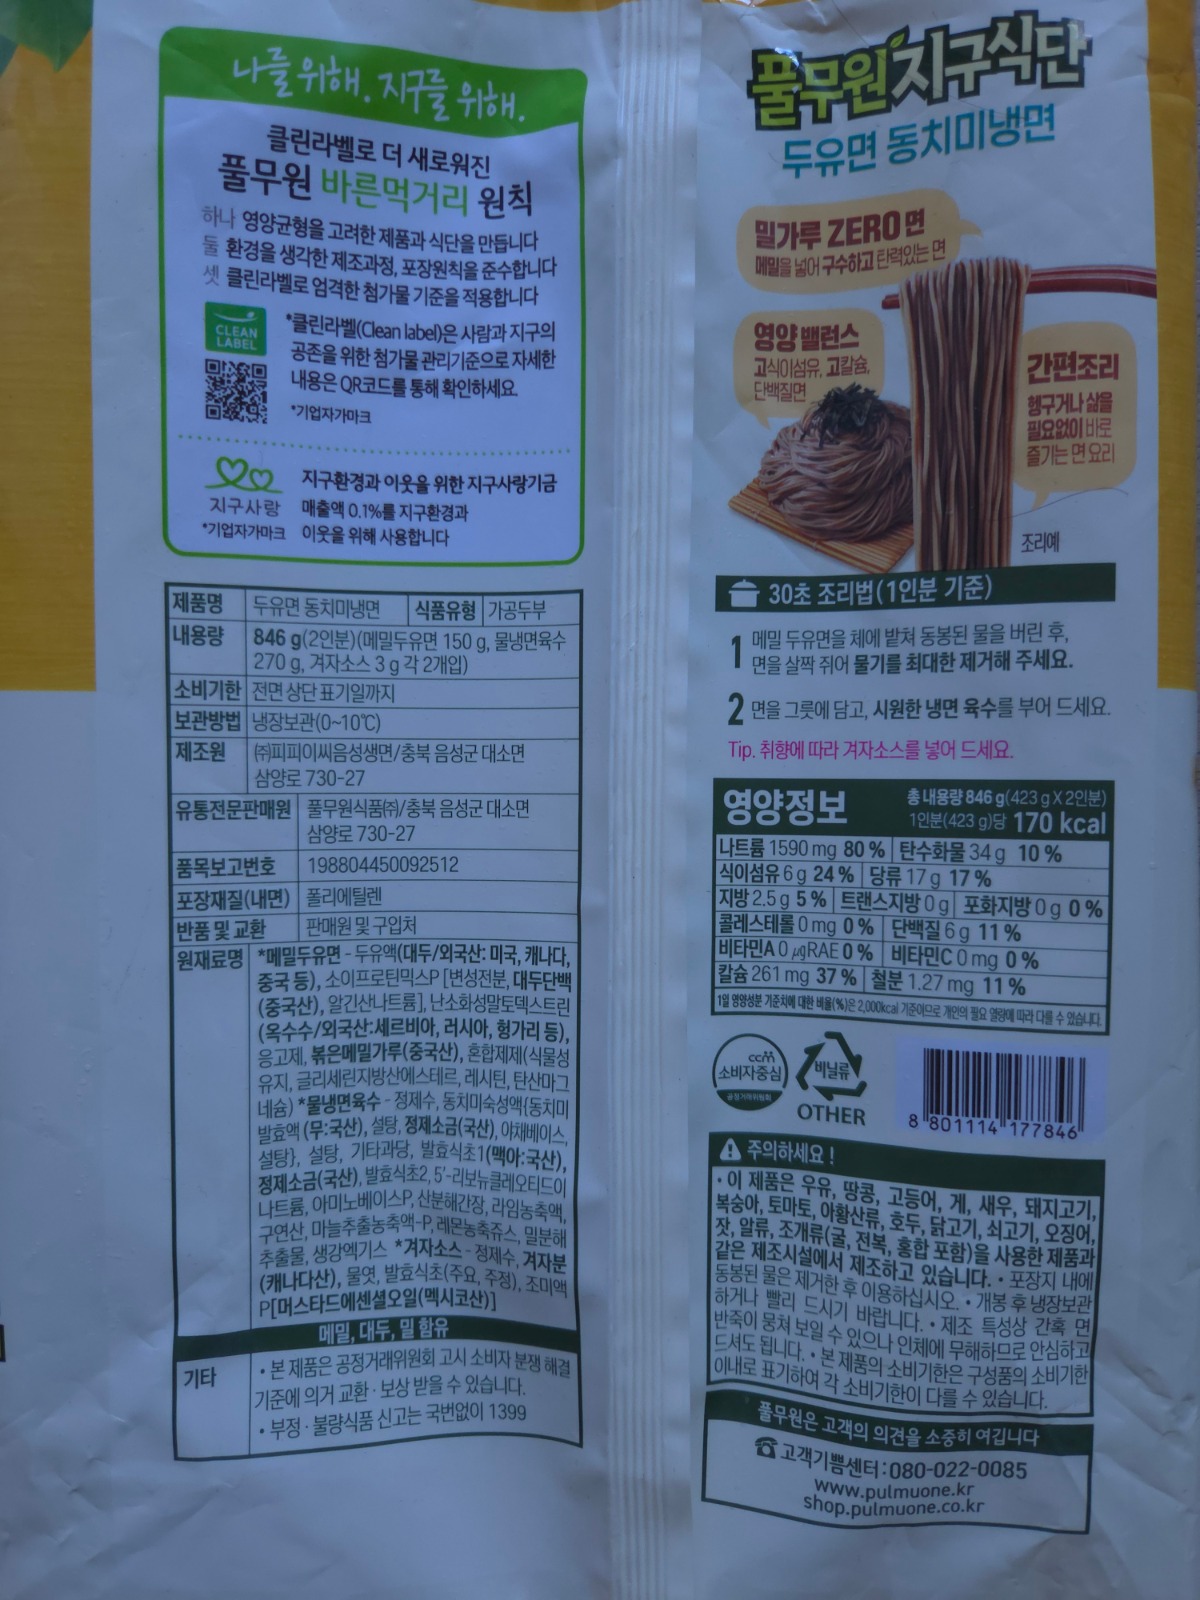 나를 위해. 지구를 위해.
클린라벨로 더 새로워진
풀무원 바른먹거리 원칙
하나 영양균형을 고려한 제품과 식단을 만듭니다
둘 환경을 생각한 제조과정, 포장원칙을 준수합니다
셋 클린라벨로 엄격한 첨가물 기준을 적용합니다
CLEAN
LABEL
*클린라벨(Clean label)은 사람과 지구의
공존을 위한 첨가물 관리기준으로 자세한
내용은 QR코드를 통해 확인하세요
*기업자가마크
지구사랑
*기업자가마크
지구환경과 이웃을 위한 지구사랑기금
매출액 0.1%를 지구환경과
이웃을 위해 사용합니다
제품명 두유면 동치미냉면 식품유형 가공두부
내용량 846 g(2인분)(메밀두유면 150 g, 물냉면육수
270 g, 겨자소스 3 g 각 2개입)
소비기한 전면 상단 표기일까지
보관방법 냉장보관(0~10℃)
제조원 ㈜피피이씨음성생면/충북 음성군 대소면
삼양로 730-27
유통전문판매원 풀무원식품㈜/충북 음성군 대소면
삼양로 730-27
품목보고번호 198804450092512
포장재질(내면) 폴리에틸렌
반품 및 교환 판매원 및 구입처
원재료명 *메밀두유면 - 두유액(대두/외국산: 미국, 캐나다,
중국 등), 소이프로틴믹스P [변성전분, 대두단백
(중국산), 알긴산나트륨], 난소화성말토덱스트린
(옥수수/외국산:세르비아, 러시아, 헝가리 등),
응고제, 볶은메밀가루(중국산), 혼합제제(식물성
유지, 글리세린지방산에스테르, 레시틴, 탄산마그
네슘) *물냉면육수 - 정제수, 동치미숙성액{동치미
발효액 (무:국산), 설탕, 정제소금(국산), 야채베이스,
설탕}, 설탕, 기타과당, 발효식초1(맥아:국산),
정제소금(국산), 발효식초2, 5'-리보뉴클레오티드이
나트륨, 아미노베이스P, 산분해간장, 라임농축액,
구연산, 마늘추출농축액-P, 레몬농축쥬스, 밀분해
추출물, 생강엑기스 *겨자소스 - 정제수, 겨자분
(캐나다산), 물엿, 발효식초(주요, 주정), 조미액
P[머스타드에센셜오일(멕시코산)]
메밀, 대두, 밀 함유
기타 • 본 제품은 공정거래위원회 고시 소비자 분쟁 해결
기준에 의거 교환·보상 받을 수 있습니다.
• 부정·불량식품 신고는 국번없이 1399
풀무원 지구식단
두유면 동치미냉면
밀가루 ZERO 면
메밀을 넣어 구수하고 탄력있는 면
영양 밸런스
고식이섬유, 고칼슘,
단백질면
간편조리
헹구거나 삶을
필요없이 바로
즐기는 면 요리
조리예
30초 조리법(1인분 기준)
1 메밀 두유면을 체에 밭쳐 동봉된 물을 버린 후,
면을 살짝 쥐어 물기를 최대한 제거해 주세요.
2 면을 그릇에 담고, 시원한 냉면 육수를 부어 드세요.
Tip. 취향에 따라 겨자소스를 넣어 드세요.
영양정보 총 내용량 846 g(423 g X 2인분)
1인분(423 g)당 170 kcal
나트륨 1590 mg 80 % 탄수화물 34 g 10 %
식이섬유 6 g 24 % 당류 17 g 17 %
지방 2.5 g 5 % 트랜스지방 0 g 포화지방 0 g 0 %
콜레스테롤 0 mg 0 % 단백질 6 g 11 %
비타민A 0 μgRAE 0 % 비타민C 0 mg 0 %
칼슘 261 mg 37 % 철분 1.27 mg 11 %
1일 영양성분 기준치에 대한 비율(%)은 2,000kcal 기준이므로 개인의 필요 열량에 따라 다를 수 있습니다.
ccm
소비자중심
공정거래위원회
비닐류
OTHER
8 801114 177846
주의하세요!
• 이 제품은 우유, 땅콩, 고등어, 게, 새우, 돼지고기,
복숭아, 토마토, 아황산류, 호두, 닭고기, 쇠고기, 오징어,
잣, 알류, 조개류(굴, 전복, 홍합 포함)을 사용한 제품과
같은 제조시설에서 제조하고 있습니다. • 포장지 내에
동봉된 물은 제거한 후 이용하십시오. • 개봉 후 냉장보관
하거나 빨리 드시기 바랍니다. • 제조 특성상 간혹 면
반죽이 뭉쳐 보일 수 있으나 인체에 무해하므로 안심하고
드셔도 됩니다. • 본 제품의 소비기한은 구성품의 소비기한
이내로 표기하여 각 소비기한이 다를 수 있습니다.
풀무원은 고객의 의견을 소중히 여깁니다
고객기쁨센터:080-022-0085
www.pulmuone.kr
shop.pulmuone.co.kr